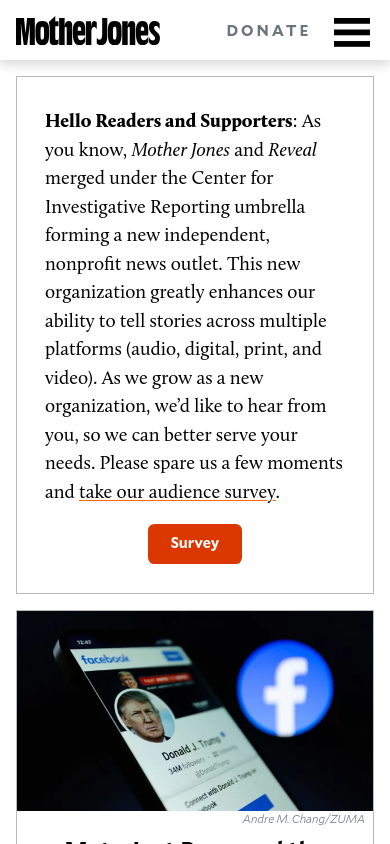 Mother Jones
DONATE
Hello Readers and Supporters: As
you know, Mother Jones and Reveal
merged under the Center for
Investigative Reporting umbrella
forming a new independent,
nonprofit news outlet. This new
organization greatly enhances our
ability to tell stories across multiple
platforms (audio, digital, print, and
video). As we grow as a new
organization, we’d like to hear from
you, so we can better serve your
needs. Please spare us a few moments
and take our audience survey.
Survey
12:47
facebook
Donald J. Trump
34M followers
@DonaldTrump
Connect with Donald
facebook
Andre M. Chang/ZUMA